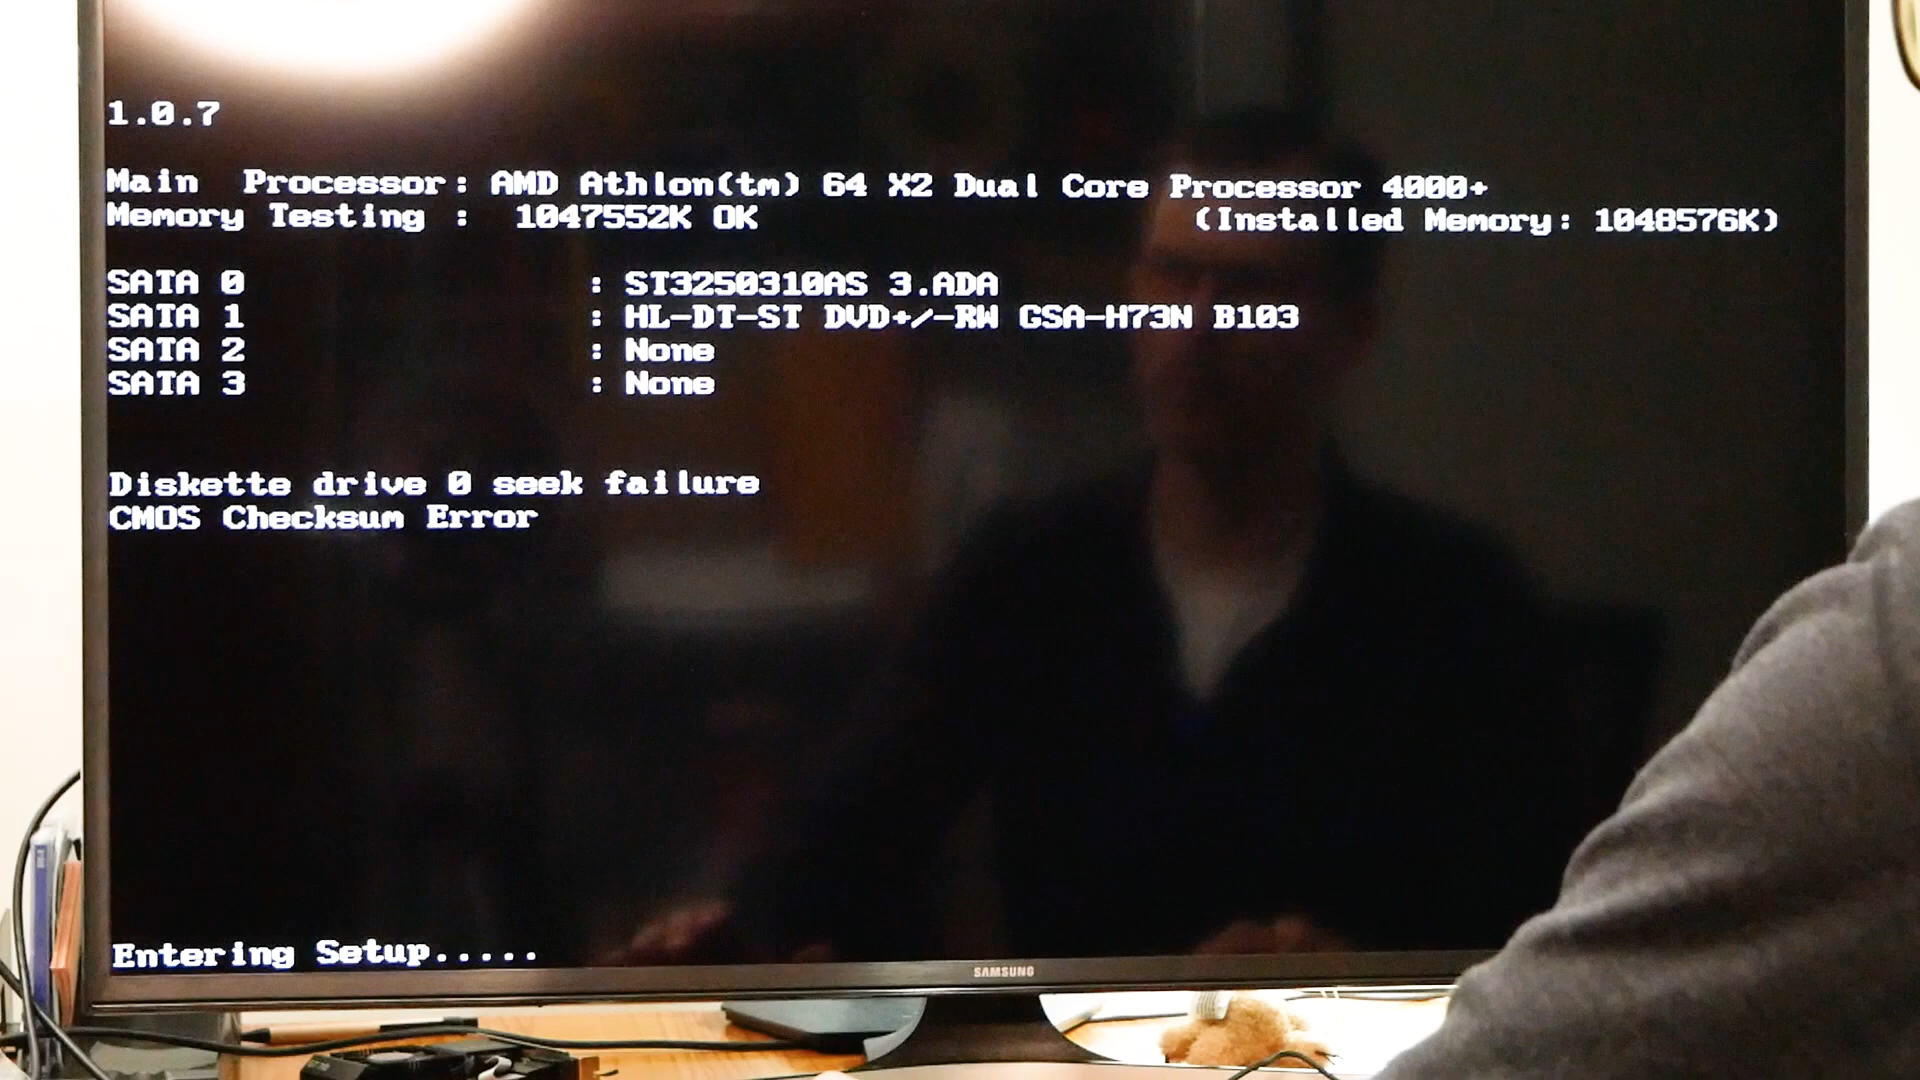 1.0.7
Main Processor: AMD Athlon(tm) 64 X2 Dual Core Processor 4000+
Memory Testing : 1047552K OK (Installed Memory: 1048576K)
SATA 0 : ST3250310AS 3.ADA
SATA 1 : HL-DT-ST DVD+/-RW GSA-H73N B103
SATA 2 : None
SATA 3 : None
Diskette drive 0 seek failure
CMOS Checksum Error
Entering Setup.....
SAMSUNG